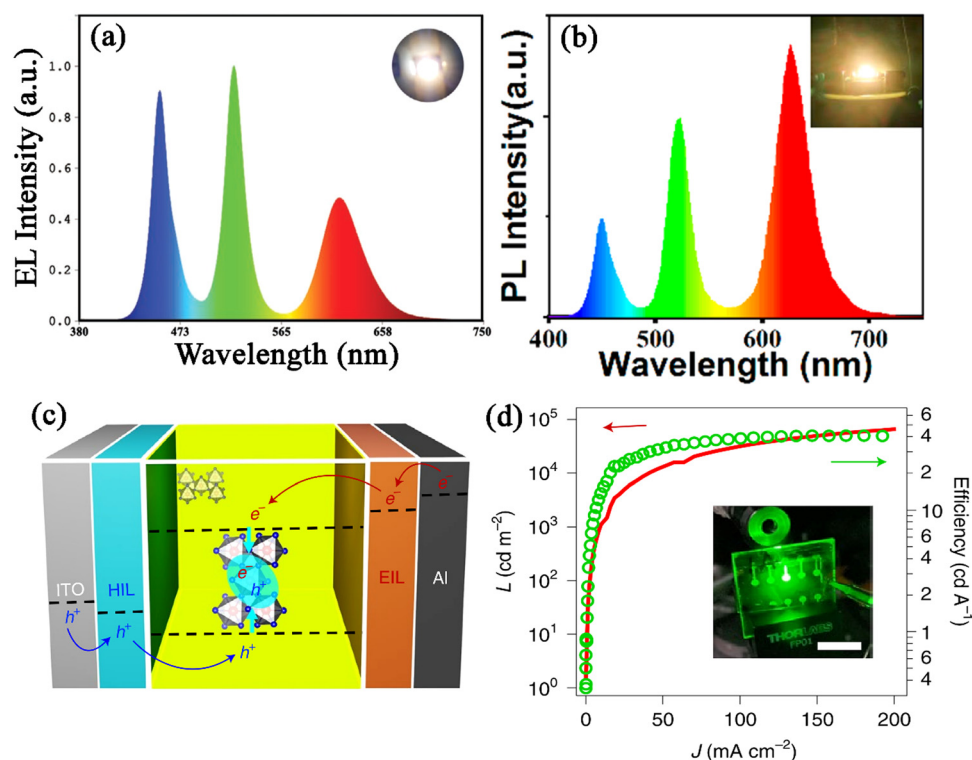 (a)
EL Intensity (a.u.)
1.0
0.8
0.6
0.4
0.2
0.0
380
473
565
658
750
Wavelength (nm)
(b)
PL Intensity(a.u.)
400
500
600
700
Wavelength (nm)
(c)
ITO
HIL
EIL
Al
e⁻
e⁻
e⁻
e⁻
h⁺
h⁺
h⁺
h⁺
(d)
L (cd m⁻²)
10⁵
10⁴
10³
10²
10¹
10⁰
0
50
100
150
200
J (mA cm⁻²)
6
4
2
10
6
4
2
1
6
4
Efficiency (cd A⁻¹)
THORLABS
FP01